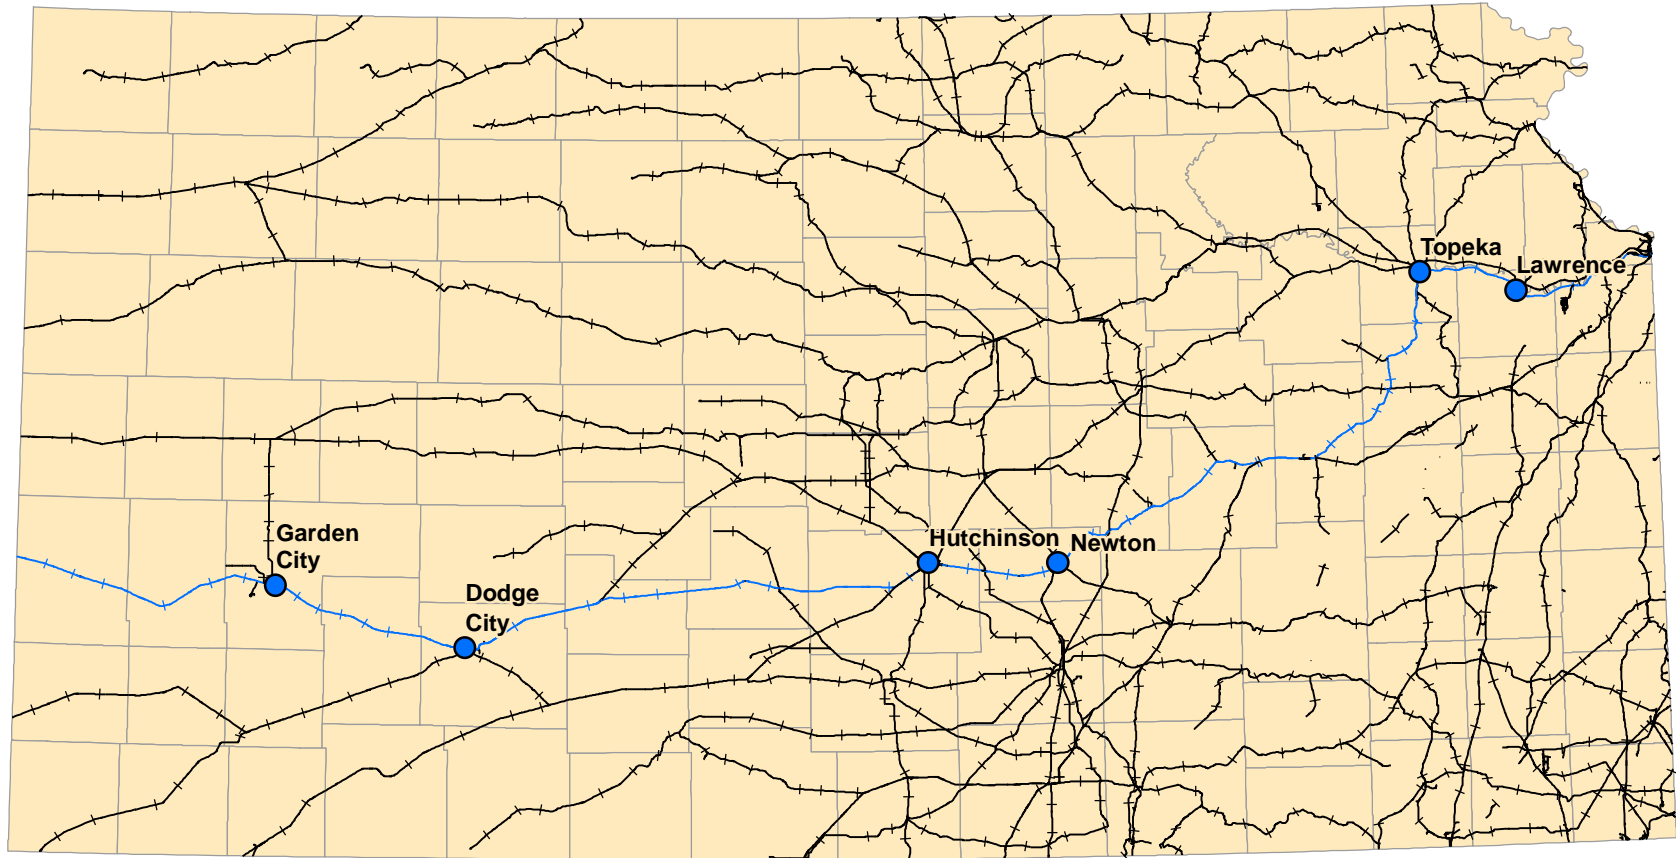 Topeka
Lawrence
Garden
City
Hutchinson
Newton
Dodge
City